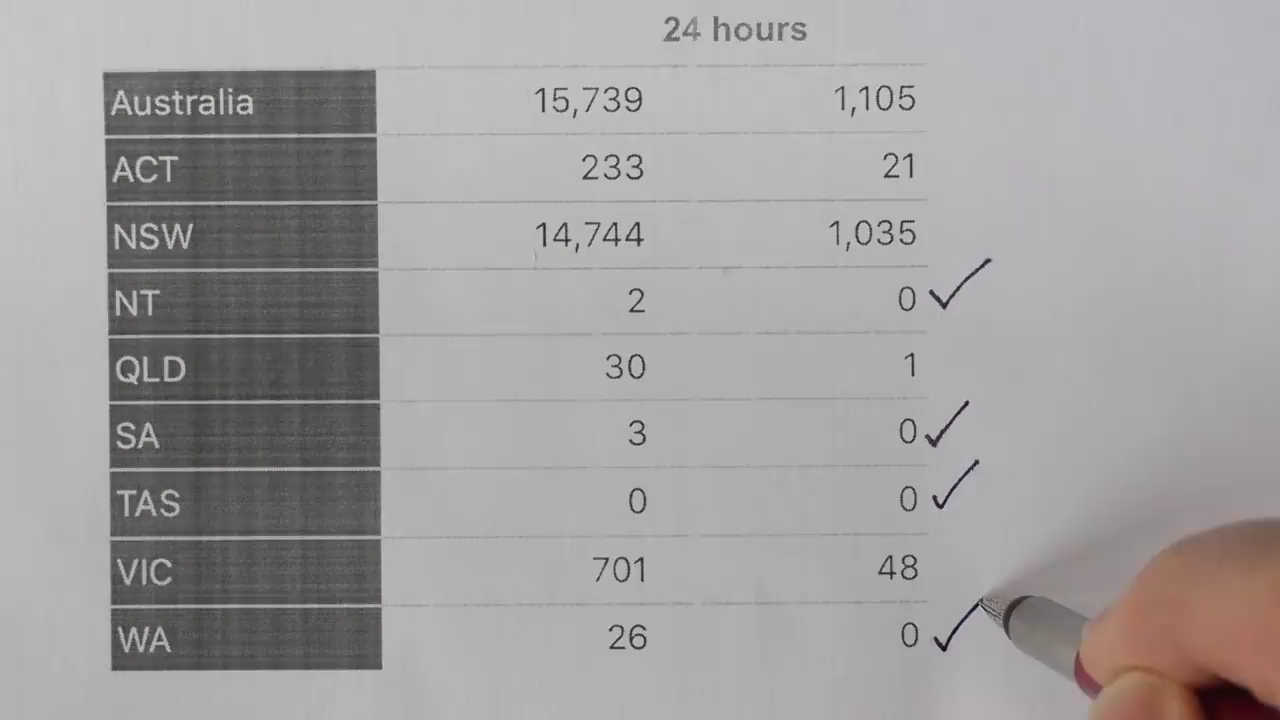 24 hours
Australia 15,739 1,105
ACT 233 21
NSW 14,744 1,035
NT 2 0 ✓
QLD 30 1
SA 3 0 ✓
TAS 0 0 ✓
VIC 701 48
WA 26 0 ✓